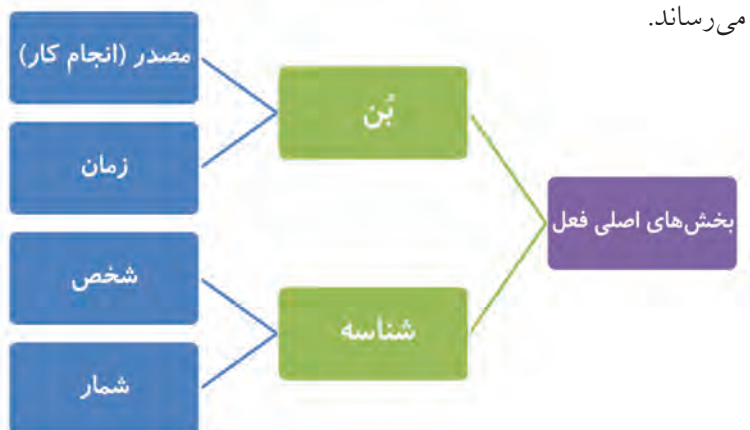 می‌رساند.
بخش‌های اصلی فعل
بُن
مصدر (انجام کار)
زمان
شناسه
شخص
شمار